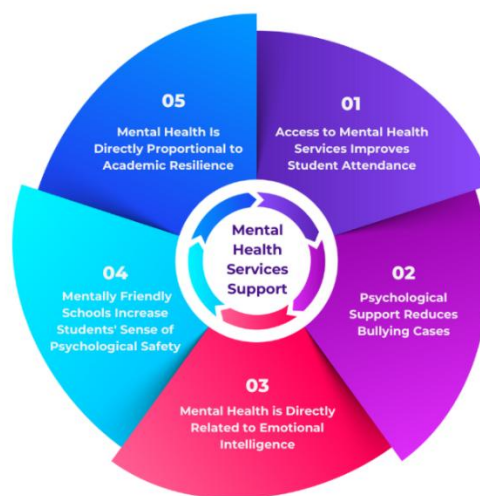 Mental
Health
Services
Support
01
Access to Mental Health
Services Improves
Student Attendance
02
Psychological
Support Reduces
Bullying Cases
03
Mental Health is Directly
Related to Emotional
Intelligence
04
Mentally Friendly
Schools Increase
Students' Sense of
Psychological Safety
05
Mental Health Is
Directly Proportional to
Academic Resilience